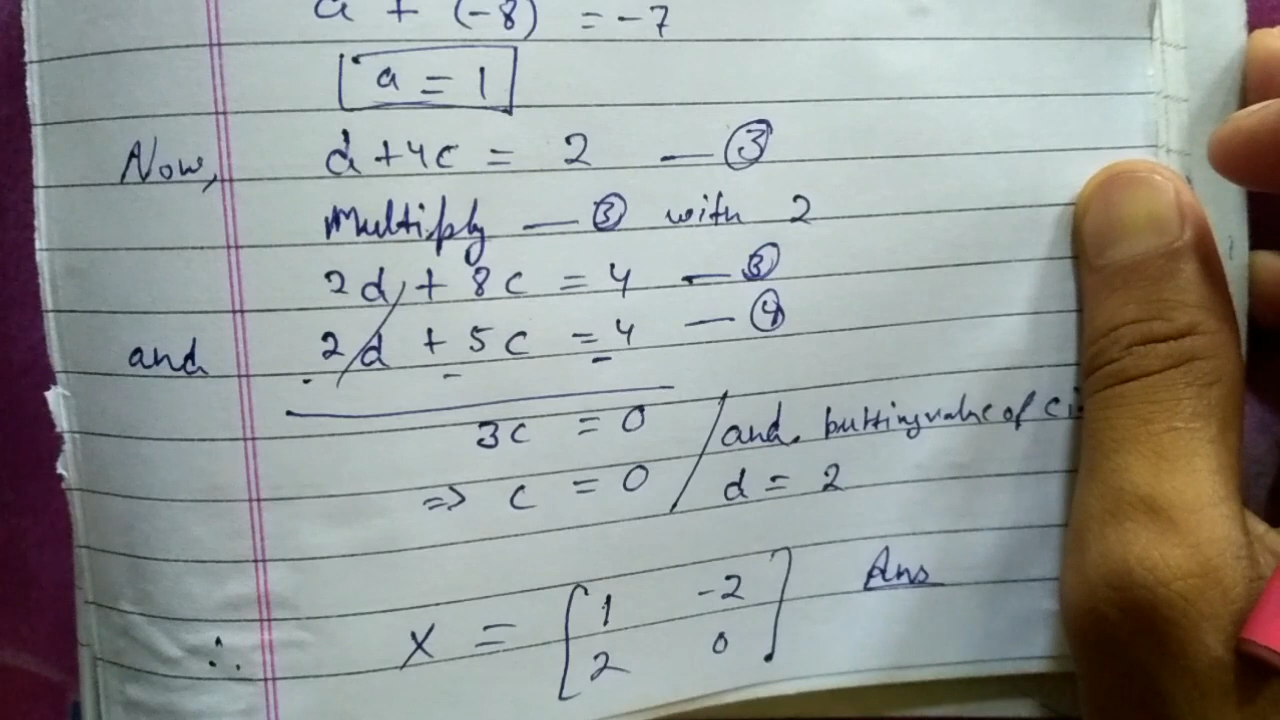 a + (-8) = -7
a = 1
Now, d + 4c = 2 — ③
Multiply — ③ with 2
2d + 8c = 4 — ③
and 2d + 5c = 4 — ④
- - -
3c = 0
⇒ c = 0
and. putting value of c
d = 2
∴ X = [1 -2
2 0] Ans